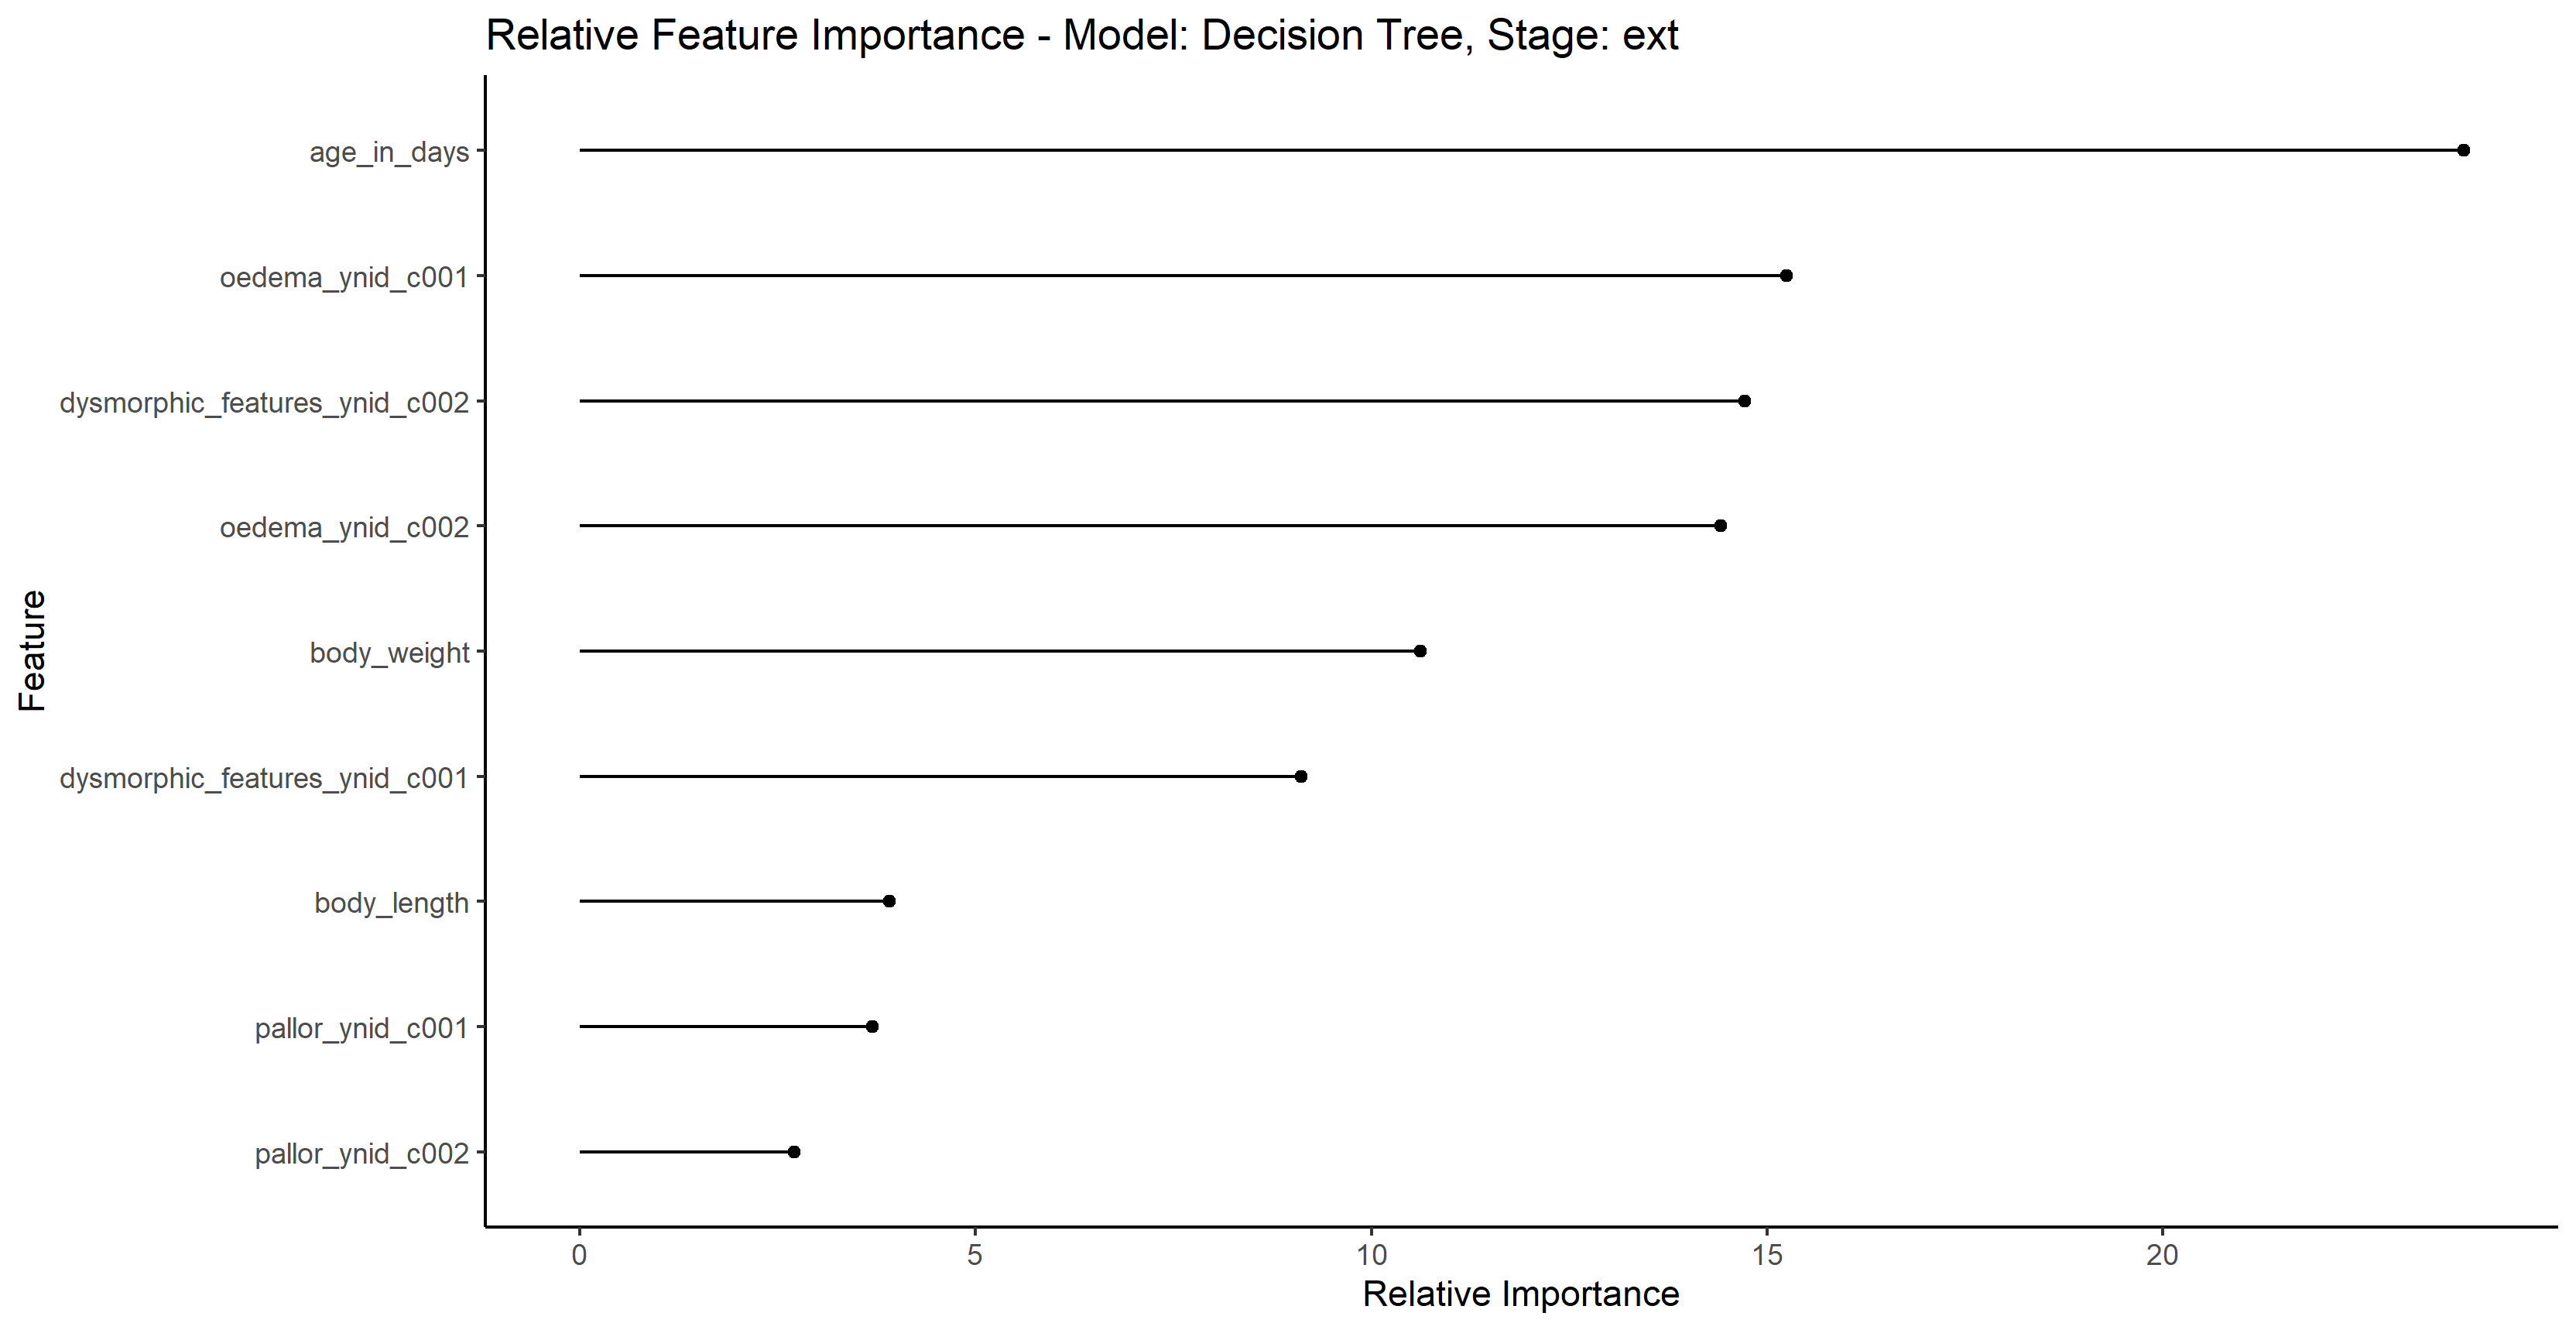 Relative Feature Importance - Model: Decision Tree, Stage: ext
Feature
age_in_days
oedema_ynid_c001
dysmorphic_features_ynid_c002
oedema_ynid_c002
body_weight
dysmorphic_features_ynid_c001
body_length
pallor_ynid_c001
pallor_ynid_c002
0 5 10 15 20
Relative Importance